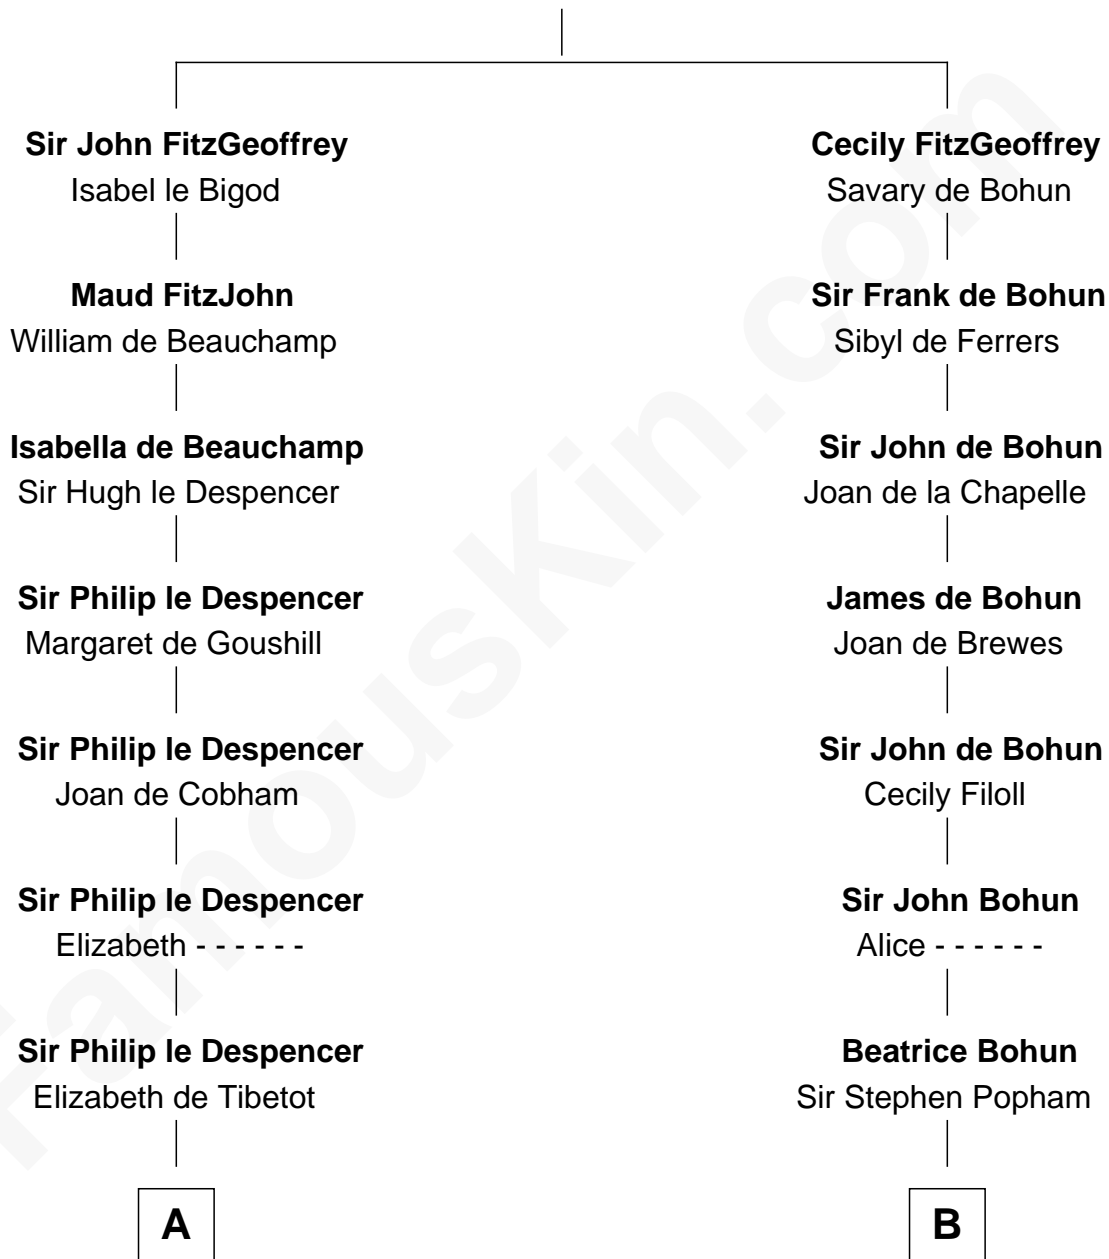 Sir John FitzGeoffrey
Isabel le Bigod
Maud FitzJohn
William de Beauchamp
Isabella de Beauchamp
Sir Hugh le Despencer
Sir Philip le Despencer
Margaret de Goushill
Sir Philip le Despencer
Joan de Cobham
Sir Philip le Despencer
Elizabeth - - - - - -
Sir Philip le Despencer
Elizabeth de Tibetot
A
Cecily FitzGeoffrey
Savary de Bohun
Sir Frank de Bohun
Sibyl de Ferrers
Sir John de Bohun
Joan de la Chapelle
James de Bohun
Joan de Brewes
Sir John de Bohun
Cecily Filoll
Sir John Bohun
Alice - - - - - -
Beatrice Bohun
Sir Stephen Popham
B
FamousKin.com